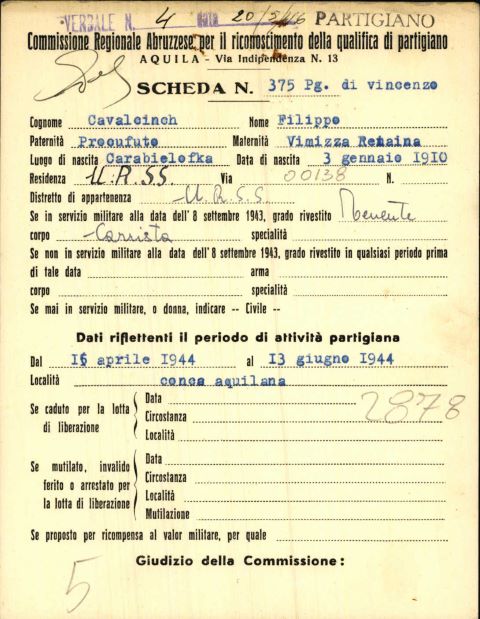 VERBALE N. 4 DATA 20/5/46 PARTIGIANO
Commissione Regionale Abruzzese per il riconoscimento della qualifica di partigiano
AQUILA - Via Indipendenza N. 13
SCHEDA N. 375 Pg. di vincenzo
Cognome Cavalcinch Nome Filippo
Paternità Procufuto Maternità Vimizza Remaina
Luogo di nascita Carabielofka Data di nascita 3 gennaio 1910
Residenza U.R.S.S. Via 00138 N.
Distretto di appartenenza U.R.S.S.
Se in servizio militare alla data dell' 8 settembre 1943, grado rivestito Tenente
corpo Carrista specialità
Se non in servizio militare alla data dell' 8 settembre 1943, grado rivestito in qualsiasi periodo prima
di tale data arma
corpo specialità
Se mai in servizio militare, o donna, indicare -- Civile --
Dati riflettenti il periodo di attività partigiana
Dal 16 aprile 1944 al 13 giugno 1944
Località conca aquilana
Se caduto per la lotta di liberazione
Data
Circostanza
Località
2878
Se mutilato, invalido ferito o arrestato per la lotta di liberazione
Data
Circostanza
Località
Mutilazione
Se proposto per ricompensa al valor militare, per quale
Giudizio della Commissione :
5